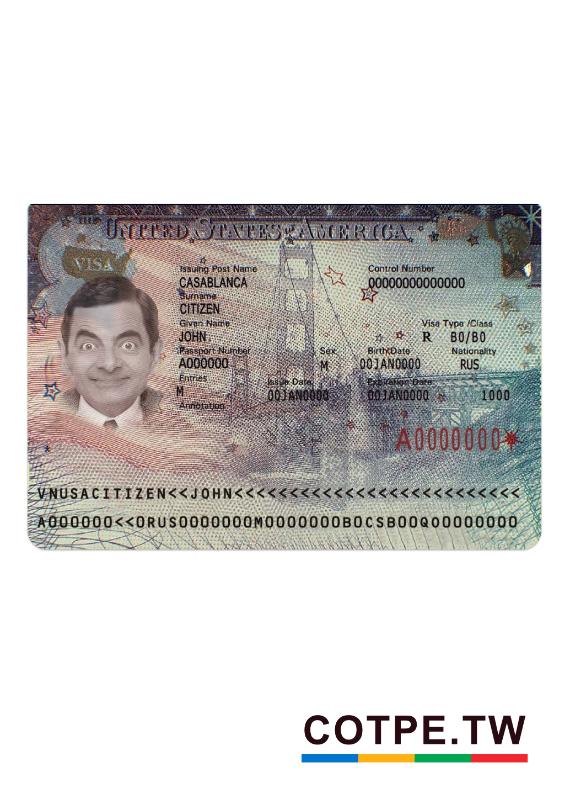 THE UNITED STATES OF AMERICA
VISA
Issuing Post Name Control Number
CASABLANCA 00000000000000
Surname
CITIZEN
Given Name Visa Type /Class
JOHN R B0/B0
Passport Number Sex BirthDate Nationality
A000000 M 00JAN0000 RUS
Entries Issue Date Expiration Date
M 00JAN0000 00JAN0000 1000
Annotation
A0000000
VNUSACITIZEN<<JOHN<<<<<<<<<<<<<<<<<<<<<<<<<<
A000000<<0RUS0000000M0000000B0CSB00Q00000000
COTPE.TW